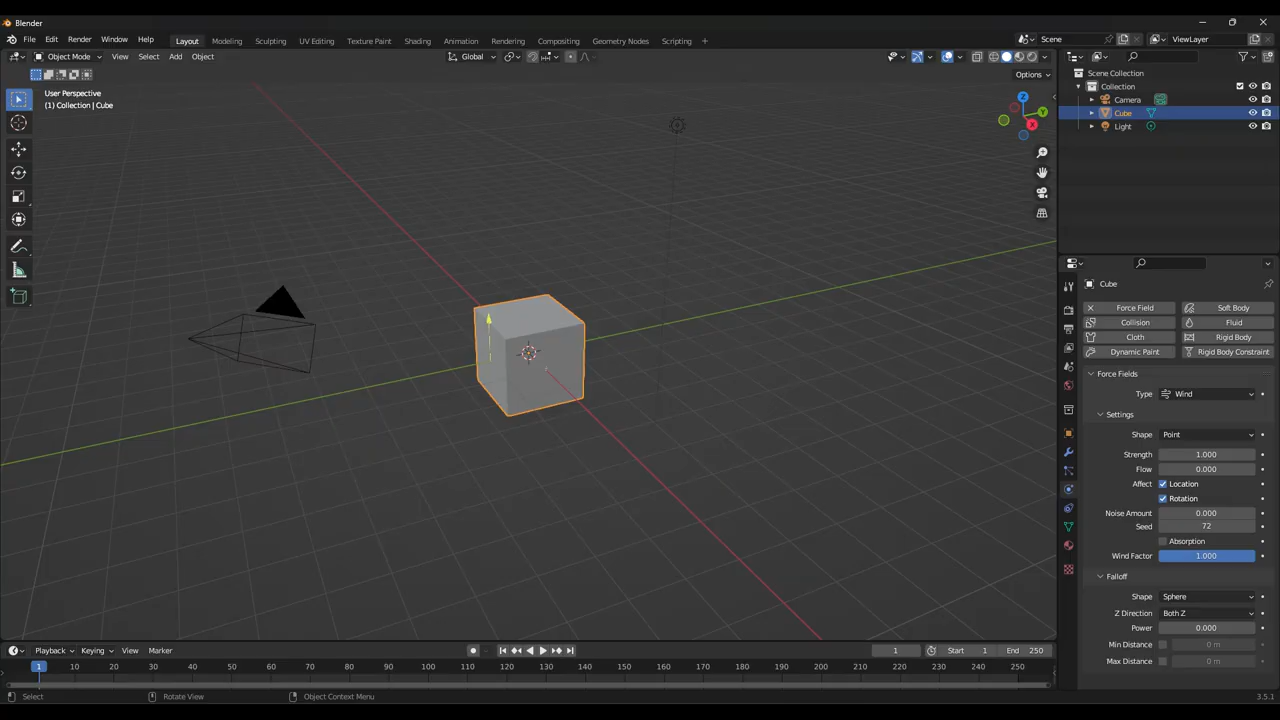 Blender
File Edit Render Window Help Layout Modeling Sculpting UV Editing Texture Paint Shading Animation Rendering Compositing Geometry Nodes Scripting + Scene ViewLayer
Object Mode View Select Add Object Global
Options
User Perspective
(1) Collection | Cube
Z
Y
X
Scene Collection
Collection
Camera
Cube
Light
Cube
Force Field Soft Body
Collision Fluid
Cloth Rigid Body
Dynamic Paint Rigid Body Constraint
Force Fields
Type Wind
Settings
Shape Point
Strength 1.000
Flow 0.000
Affect Location
Rotation
Noise Amount 0.000
Seed 72
Absorption
Wind Factor 1.000
Falloff
Shape Sphere
Z Direction Both Z
Power 0.000
Min Distance 0 m
Max Distance 0 m
Playback Keying View Marker 1 Start 1 End 250
1 10 20 30 40 50 60 70 80 90 100 110 120 130 140 150 160 170 180 190 200 210 220 230 240 250
Select Rotate View Object Context Menu 3.5.1